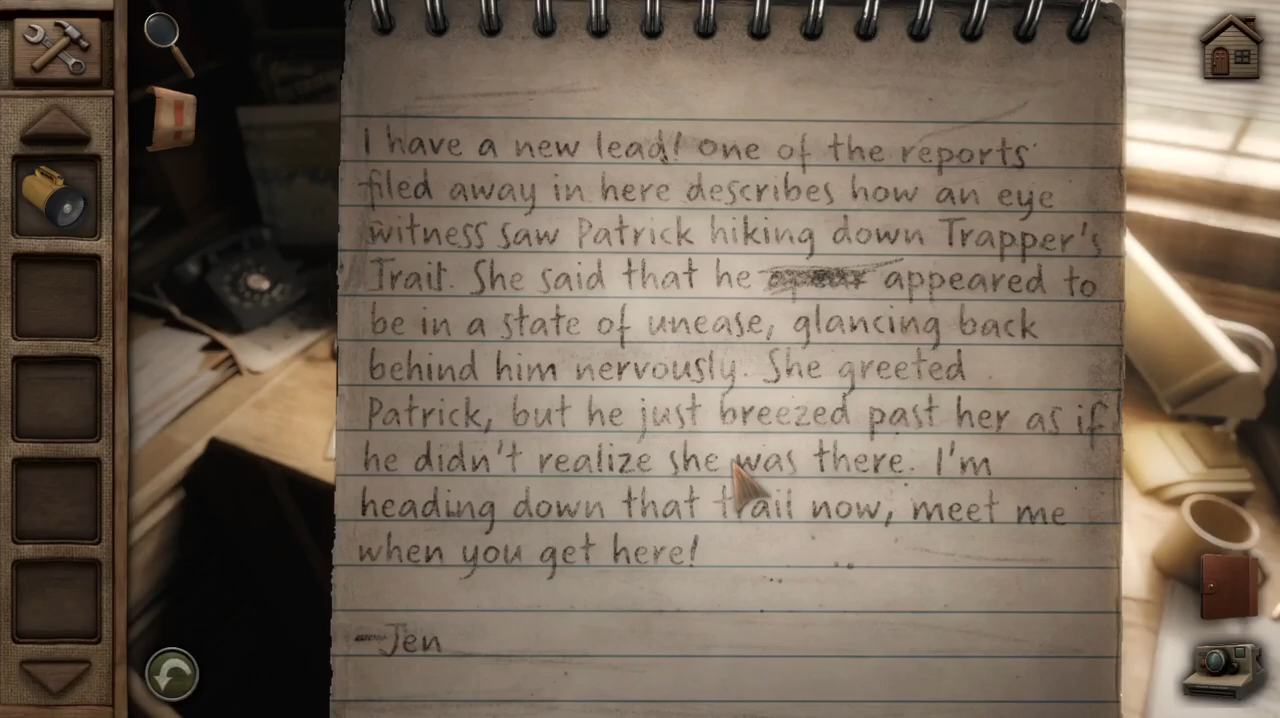 I have a new lead! One of the reports
filed away in here describes how an eye
witness saw Patrick hiking down Trapper's
Trail. She said that he appeared to
be in a state of unease, glancing back
behind him nervously. She greeted
Patrick, but he just breezed past her as if
he didn't realize she was there. I'm
heading down that trail now, meet me
when you get here!
-Jen